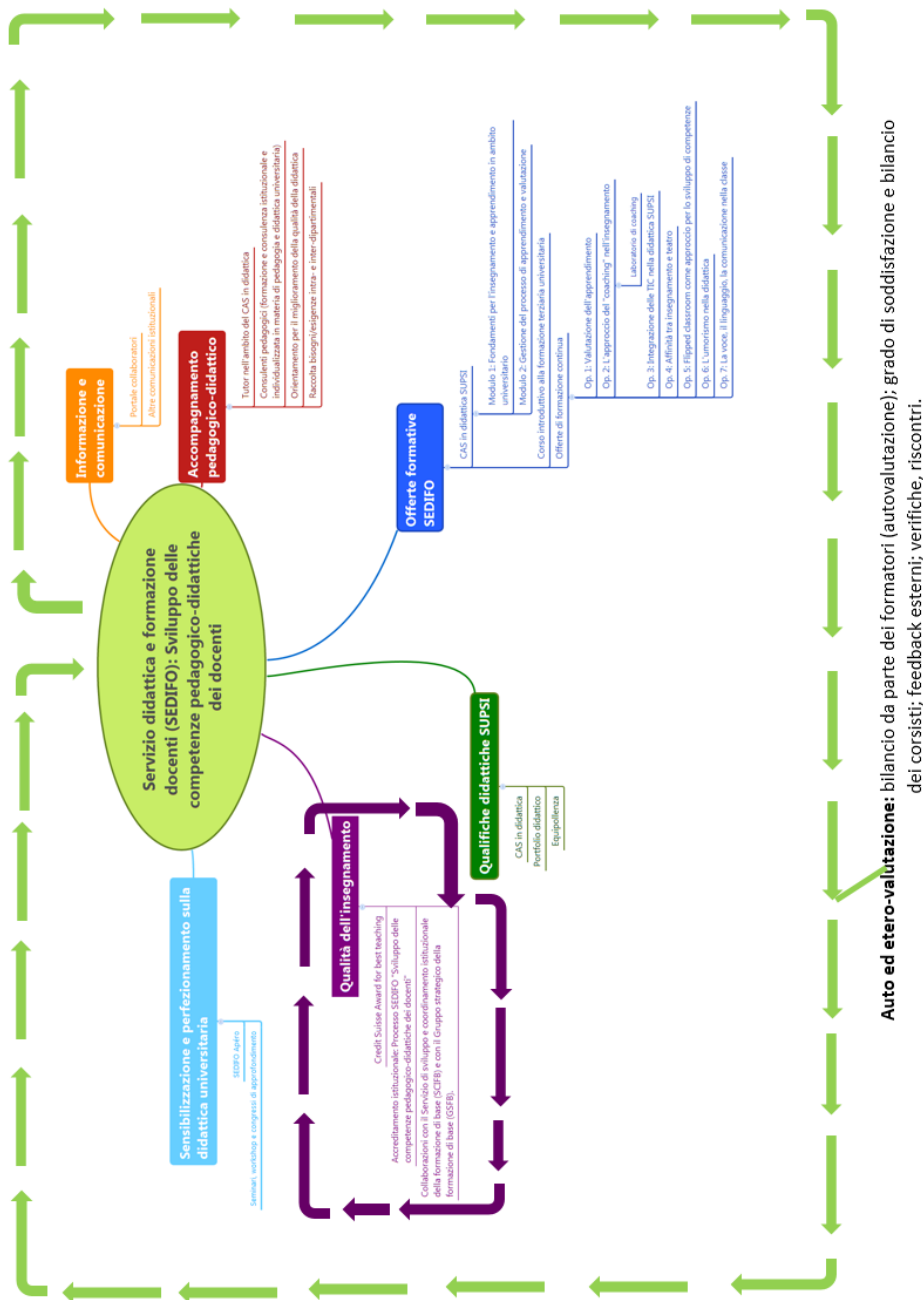 Servizio didattica e formazione
docenti (SEDIFO): Sviluppo delle
competenze pedagogico-didattiche
dei docenti
Informazione e
comunicazione
Portale colaboratori
Altre comunicazioni istituzionali
Accompagnamento
pedagogico-didattico
Tutor nell'ambito del CAS in didattica
Consulenti pedagogici (formazione e consulenza istituzionale e
individualizzata in materia di pedagogia e didattica universitaria)
Orientamento per il miglioramento della qualità della didattica
Raccolta bisogni/esigenze intra- e inter-dipartimentali
Offerte formative
SEDIFO
CAS in didattica SUPSI
Modulo 1: Fondamenti per l'insegnamento e apprendimento in ambito
universitario
Modulo 2: Gestione del processo di apprendimento e valutazione
Corso introduttivo alla formazione terziaria universitaria
Offerte di formazione continua
Op. 1: Valutazione dell'apprendimento
Op. 2: L'approccio del "coaching" nell'insegnamento
Laboratorio di coaching
Op. 3: Integrazione delle TIC nella didattica SUPSI
Op. 4: Affinità tra insegnamento e teatro
Op. 5: Flipped classroom come approccio per lo sviluppo di competenze
Op. 6: L'umorismo nella didattica
Op. 7: La voce, il linguaggio, la comunicazione nella classe
Qualifiche didattiche SUPSI
CAS in didattica
Portfolio didattico
Equipollenza
Qualità dell'insegnamento
Credit Suisse Award for best teaching
Accreditamento istituzionale: Processo SEDIFO "Sviluppo delle
competenze pedagogico-didattiche dei docenti"
Collaborazioni con il Servizio di sviluppo e coordinamento istituzionale
della formazione di base (SCIFB) e con il Gruppo strategico della
formazione di base (GSFB).
Sensibilizzazione e perfezionamento sulla
didattica universitaria
SEDIFO Apéro
Seminari, workshop e congressi di approfondimento
Auto ed etero-valutazione: bilancio da parte dei formatori (autovalutazione); grado di soddisfazione e bilancio
dei corsisti; feedback esterni; verifiche, riscontri.